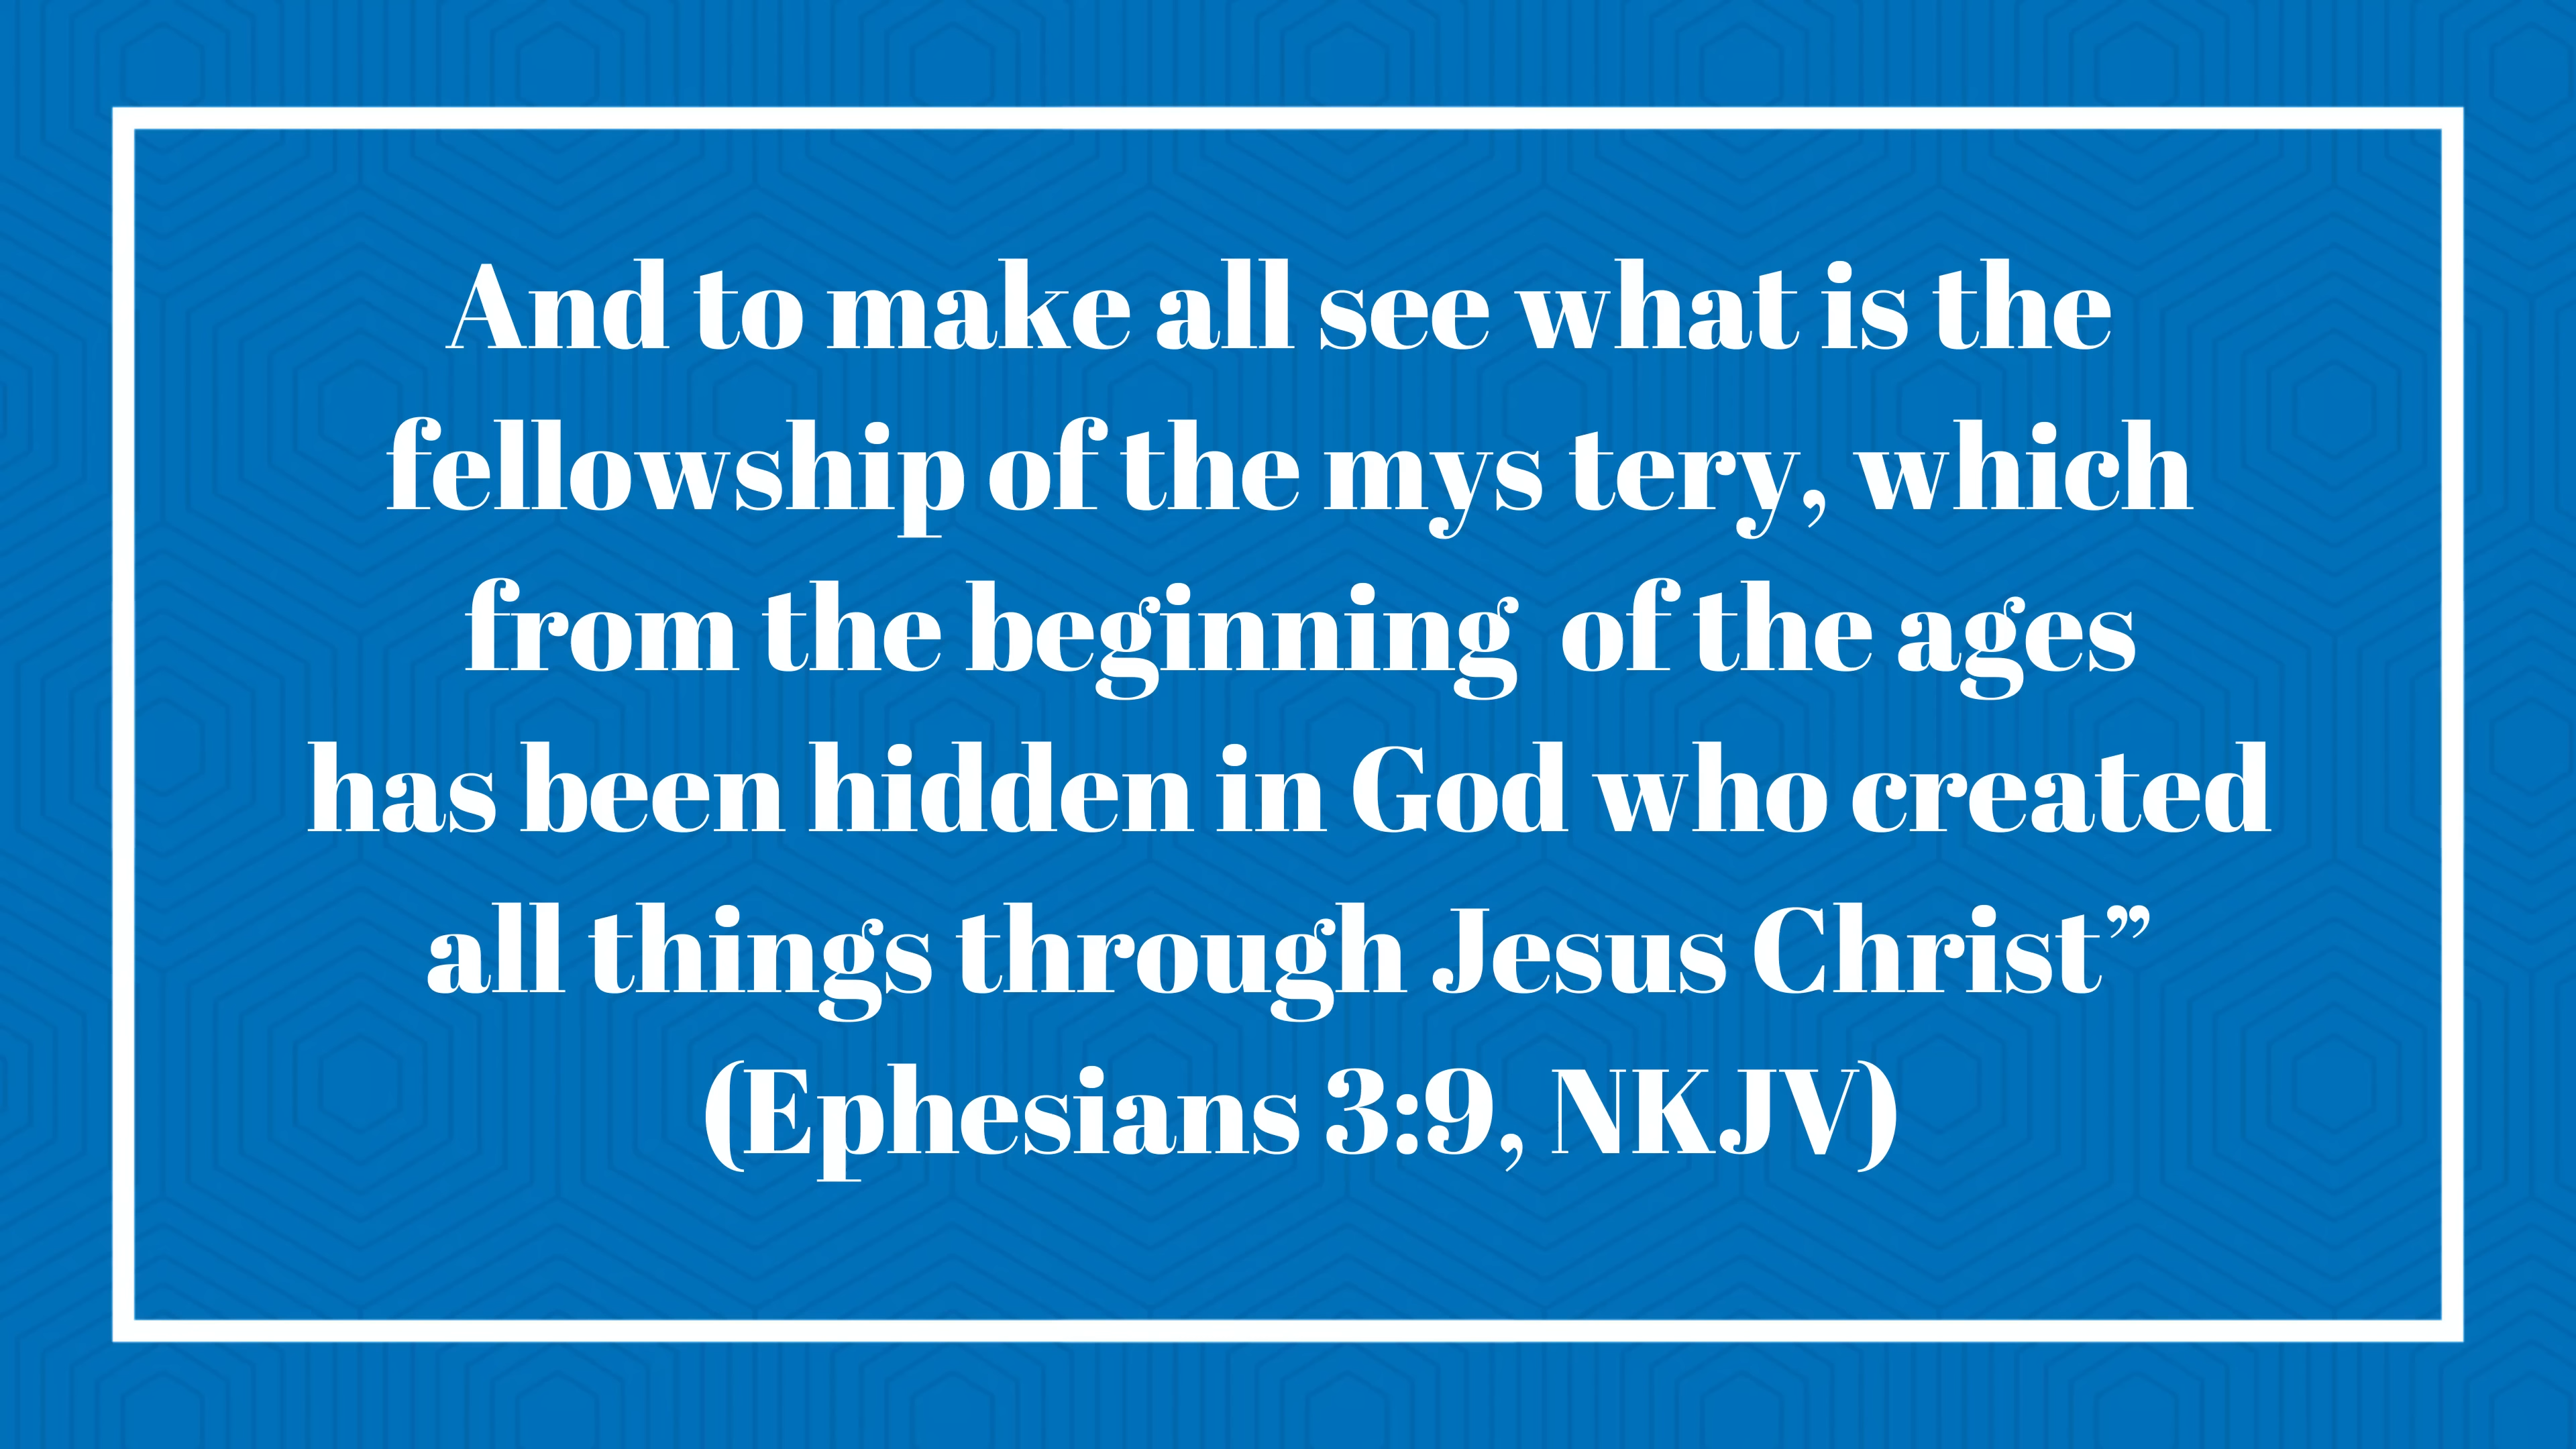 And to make all see what is the
fellowship of the mys tery, which
from the beginning  of the ages
has been hidden in God who created
all things through Jesus Christ”
(Ephesians 3:9, NKJV)